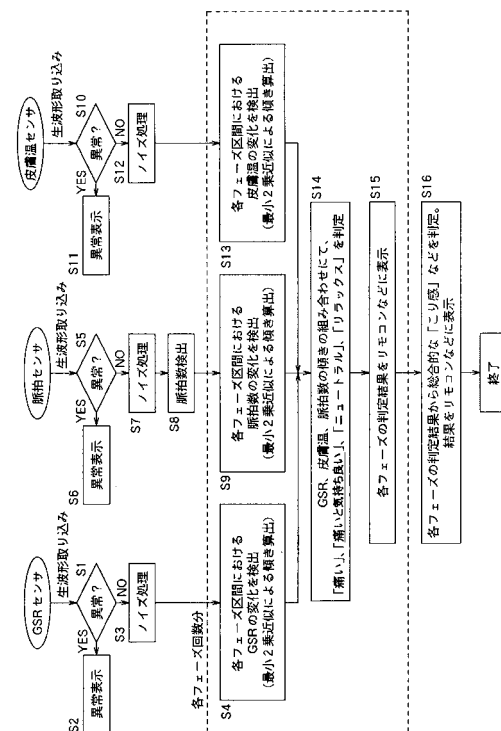 GSRセンサ
生波形取り込み
S1
異常?
YES
NO
S2
異常表示
S3
ノイズ処理
各フェーズ回数分
S4
各フェーズ区間における
GSRの変化を検出
(最小2乗近似による傾き算出)
脈拍センサ
生波形取り込み
S5
異常?
YES
NO
S6
異常表示
S7
ノイズ処理
S8
脈拍数検出
S9
各フェーズ区間における
脈拍数の変化を検出
(最小2乗近似による傾き算出)
皮膚温センサ
生波形取り込み
S10
異常?
YES
NO
S11
異常表示
S12
ノイズ処理
S13
各フェーズ区間における
皮膚温の変化を検出
(最小2乗近似による傾き算出)
S14
GSR、皮膚温、脈拍数の傾きの組み合わせにて、
「痛い」、「痛いと気持ち良い」、「ニュートラル」、「リラックス」を判定
S15
各フェーズの判定結果をリモコンなどに表示
S16
各フェーズの判定結果から総合的な「こり感」などを判定。
結果をリモコンなどに表示
終了